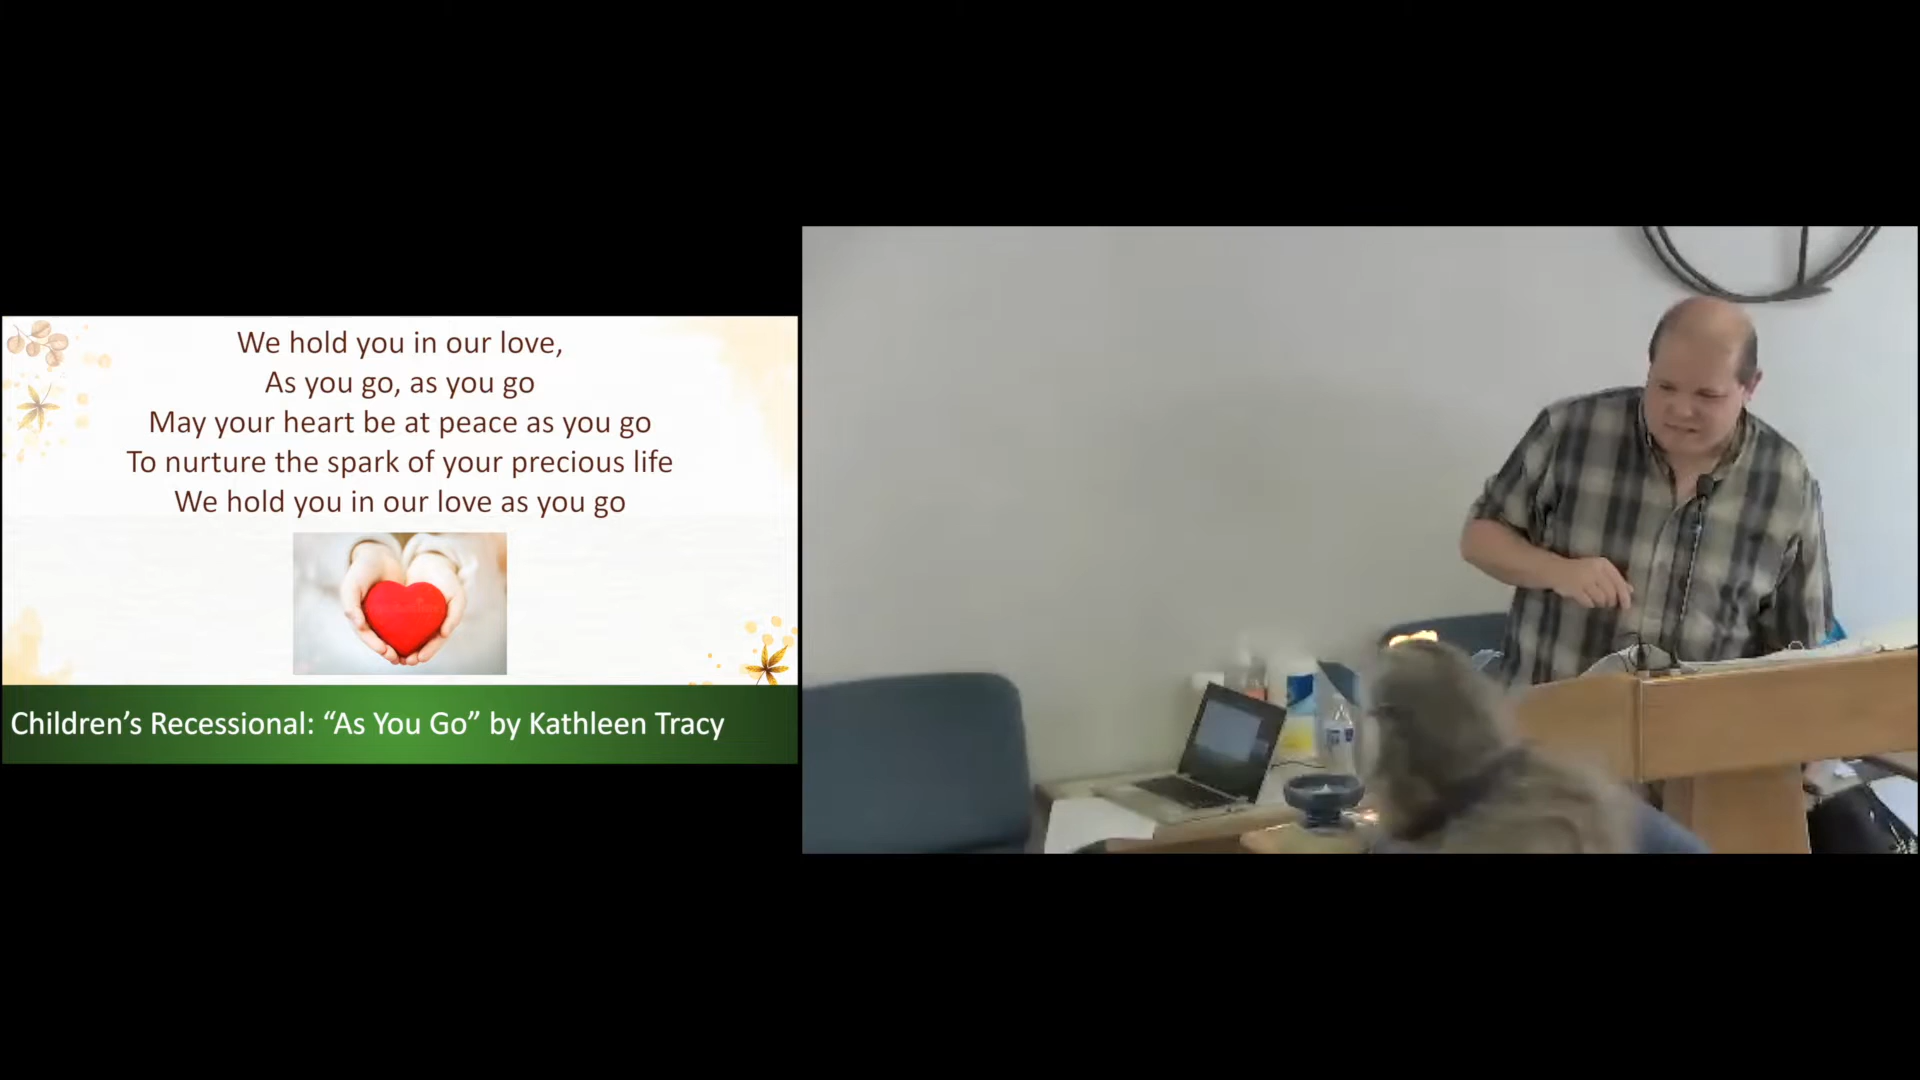 We hold you in our love,
As you go, as you go
May your heart be at peace as you go
To nurture the spark of your precious life
We hold you in our love as you go
Children’s Recessional: “As You Go” by Kathleen Tracy